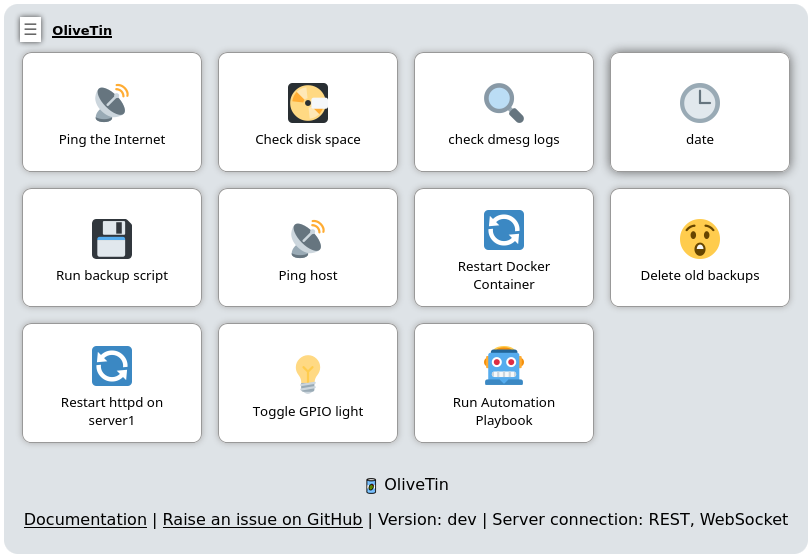 OliveTin
Ping the Internet
Check disk space
check dmesg logs
date
Run backup script
Ping host
Restart Docker
Container
Delete old backups
Restart httpd on
server1
Toggle GPIO light
Run Automation
Playbook
OliveTin
Documentation | Raise an issue on GitHub | Version: dev | Server connection: REST, WebSocket